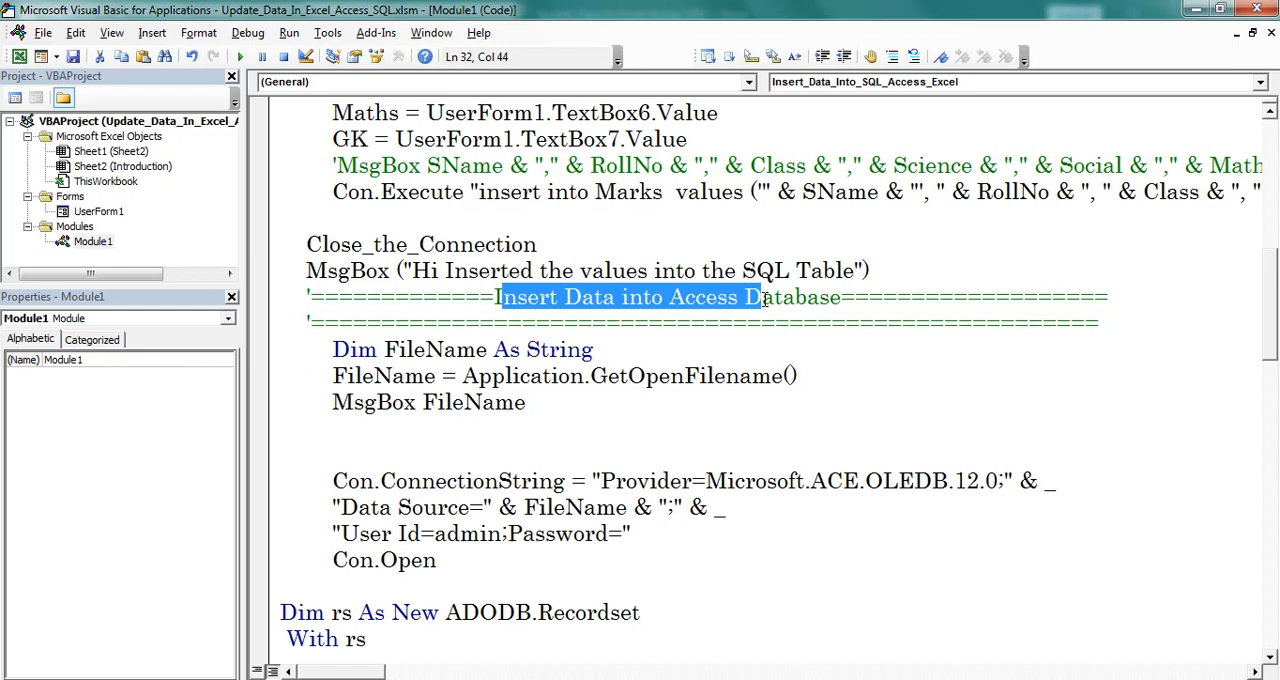 Microsoft Visual Basic for Applications - Update_Data_In_Excel_Access_SQL.xlsm - [Module1 (Code)]
File Edit View Insert Format Debug Run Tools Add-Ins Window Help
Ln 32, Col 44
Project - VBAProject
(General)
Insert_Data_Into_SQL_Access_Excel
VBAProject (Update_Data_In_Excel_A
Microsoft Excel Objects
Sheet1 (Sheet2)
Sheet2 (Introduction)
ThisWorkbook
Forms
UserForm1
Modules
Module1
Properties - Module1
Module1 Module
Alphabetic Categorized
(Name) Module1
Maths = UserForm1.TextBox6.Value
GK = UserForm1.TextBox7.Value
'MsgBox SName & "," & RollNo & "," & Class & "," & Science & "," & Social & "," & Math
Con.Execute "insert into Marks  values ('" & SName & "', " & RollNo & ", " & Class & ", "
Close_the_Connection
MsgBox ("Hi Inserted the values into the SQL Table")
'=============Insert Data into Access Database===================
'========================================================
Dim FileName As String
FileName = Application.GetOpenFilename()
MsgBox FileName
Con.ConnectionString = "Provider=Microsoft.ACE.OLEDB.12.0;" & _
"Data Source=" & FileName & ";" & _
"User Id=admin;Password="
Con.Open
Dim rs As New ADODB.Recordset
With rs